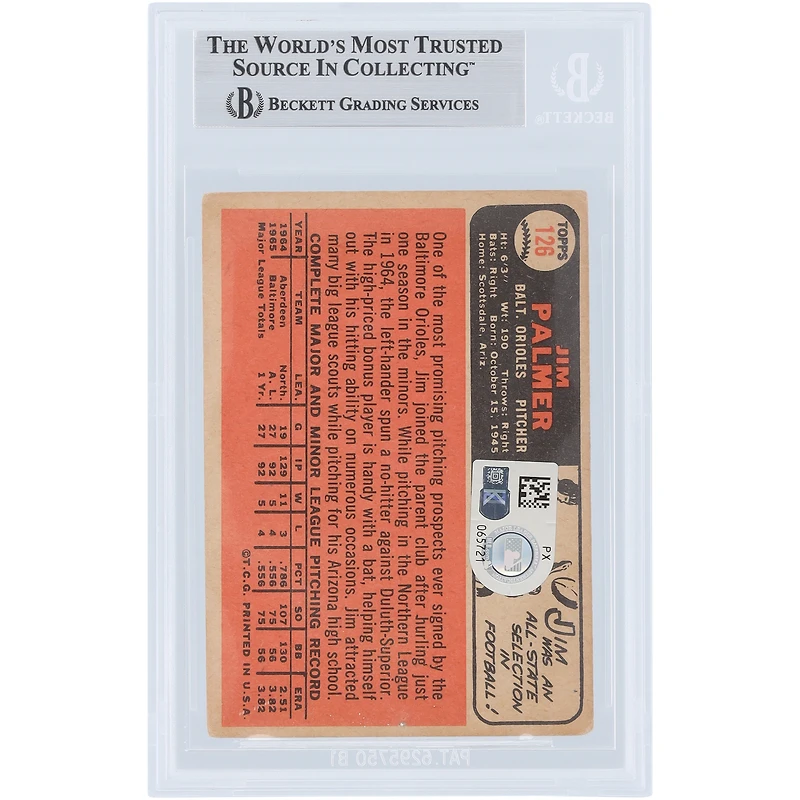 THE WORLD'S MOST TRUSTED
SOURCE IN COLLECTING™
B BECKETT GRADING SERVICES
B
BECKETT®
TOPPS
126
JIM
PALMER
BALT. ORIOLES PITCHER
Ht: 6'3" Wt: 190 Throws: Right
Bats: Right Born: October 15, 1945
Home: Scottsdale, Ariz.
K
PX
065721
JIM
WAS AN
ALL-STATE
SELECTION
IN
FOOTBALL!
One of the most promising pitching prospects ever signed by the
Baltimore Orioles, Jim joined the parent club after hurling just
one season in the minors. While pitching in the Northern League
in 1964, the left-hander spun a no-hitter against Duluth-Superior.
The high-priced bonus player is handy with a bat, helping himself
out with his hitting ability on numerous occasions. Jim attracted
many big league scouts while pitching for his Arizona high school.
COMPLETE MAJOR AND MINOR LEAGUE PITCHING RECORD
YEAR TEAM LEA. G IP W L PCT SO BB ERA
1964 Aberdeen North. 19 129 11 3 .786 107 130 2.51
1965 Baltimore A. L. 27 92 5 4 .556 75 56 3.82
Major League Totals 1 Yr. 27 92 5 4 .556 75 56 3.82
©T.C.G. PRINTED IN U.S.A.
PAT.6295750 B1